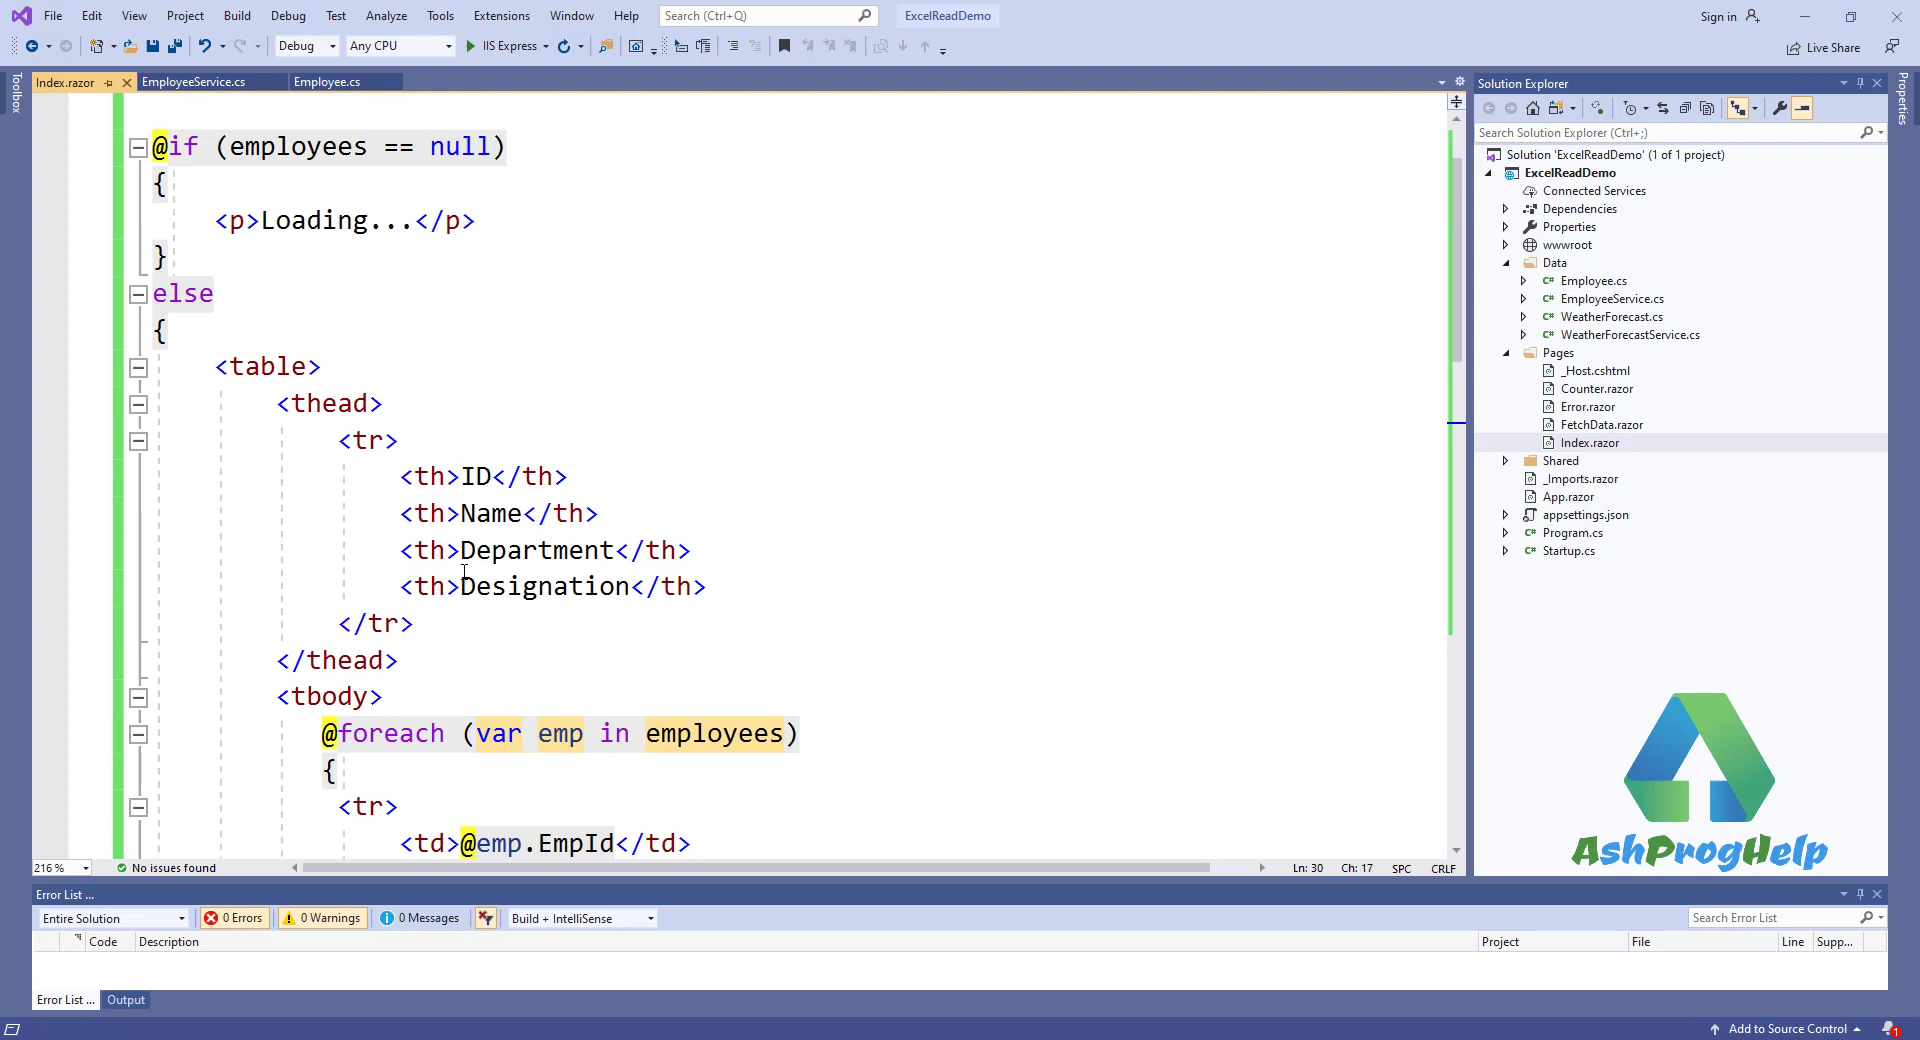 File Edit View Project Build Debug Test Analyze Tools Extensions Window Help Search (Ctrl+Q) ExcelReadDemo Sign in
Debug Any CPU IIS Express Live Share
Toolbox
Index.razor EmployeeService.cs Employee.cs
@if (employees == null)
{
<p>Loading...</p>
}
else
{
<table>
<thead>
<tr>
<th>ID</th>
<th>Name</th>
<th>Department</th>
<th>Designation</th>
</tr>
</thead>
<tbody>
@foreach (var emp in employees)
{
<tr>
<td>@emp.EmpId</td>
216 % No issues found Ln: 30 Ch: 17 SPC CRLF
Solution Explorer
Search Solution Explorer (Ctrl+;)
Solution 'ExcelReadDemo' (1 of 1 project)
ExcelReadDemo
Connected Services
Dependencies
Properties
wwwroot
Data
Employee.cs
EmployeeService.cs
WeatherForecast.cs
WeatherForecastService.cs
Pages
_Host.cshtml
Counter.razor
Error.razor
FetchData.razor
Index.razor
Shared
_Imports.razor
App.razor
appsettings.json
Program.cs
Startup.cs
Properties
AshProgHelp
Error List ...
Entire Solution 0 Errors 0 Warnings 0 Messages Build + IntelliSense Search Error List
Code Description Project File Line Supp...
Error List ... Output
Add to Source Control 1